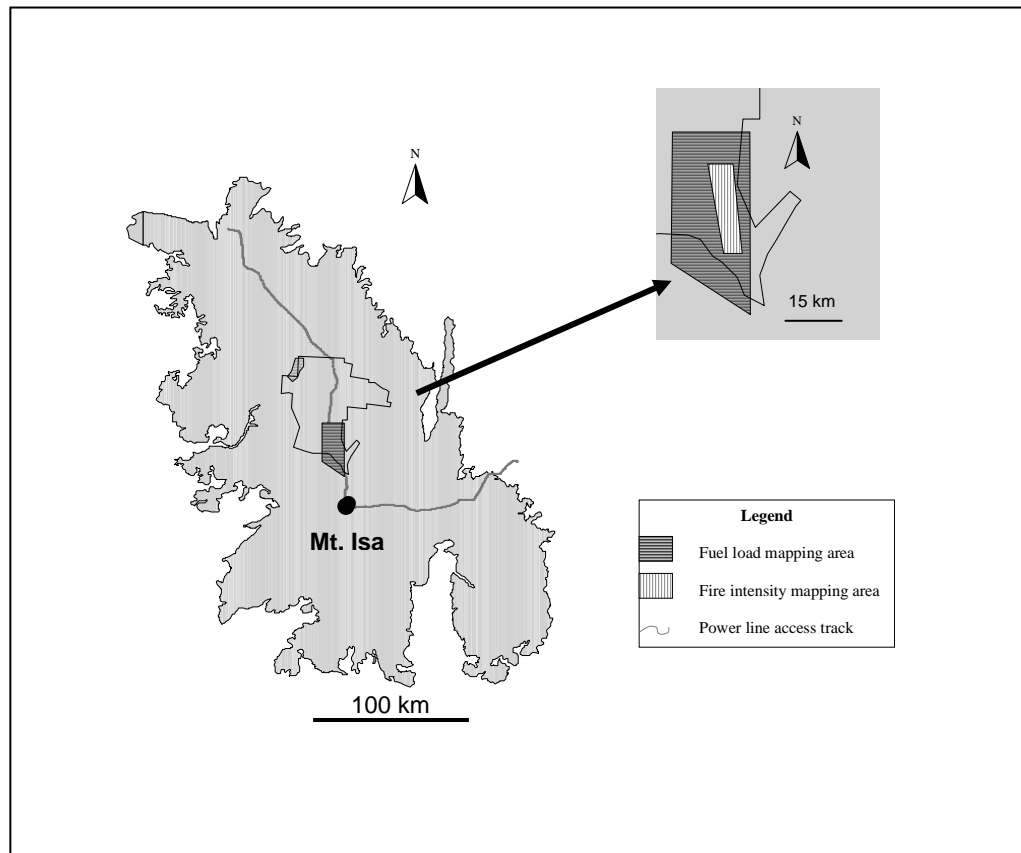 N
N
15 km
Mt. Isa
100 km
Legend
Fuel load mapping area
Fire intensity mapping area
Power line access track